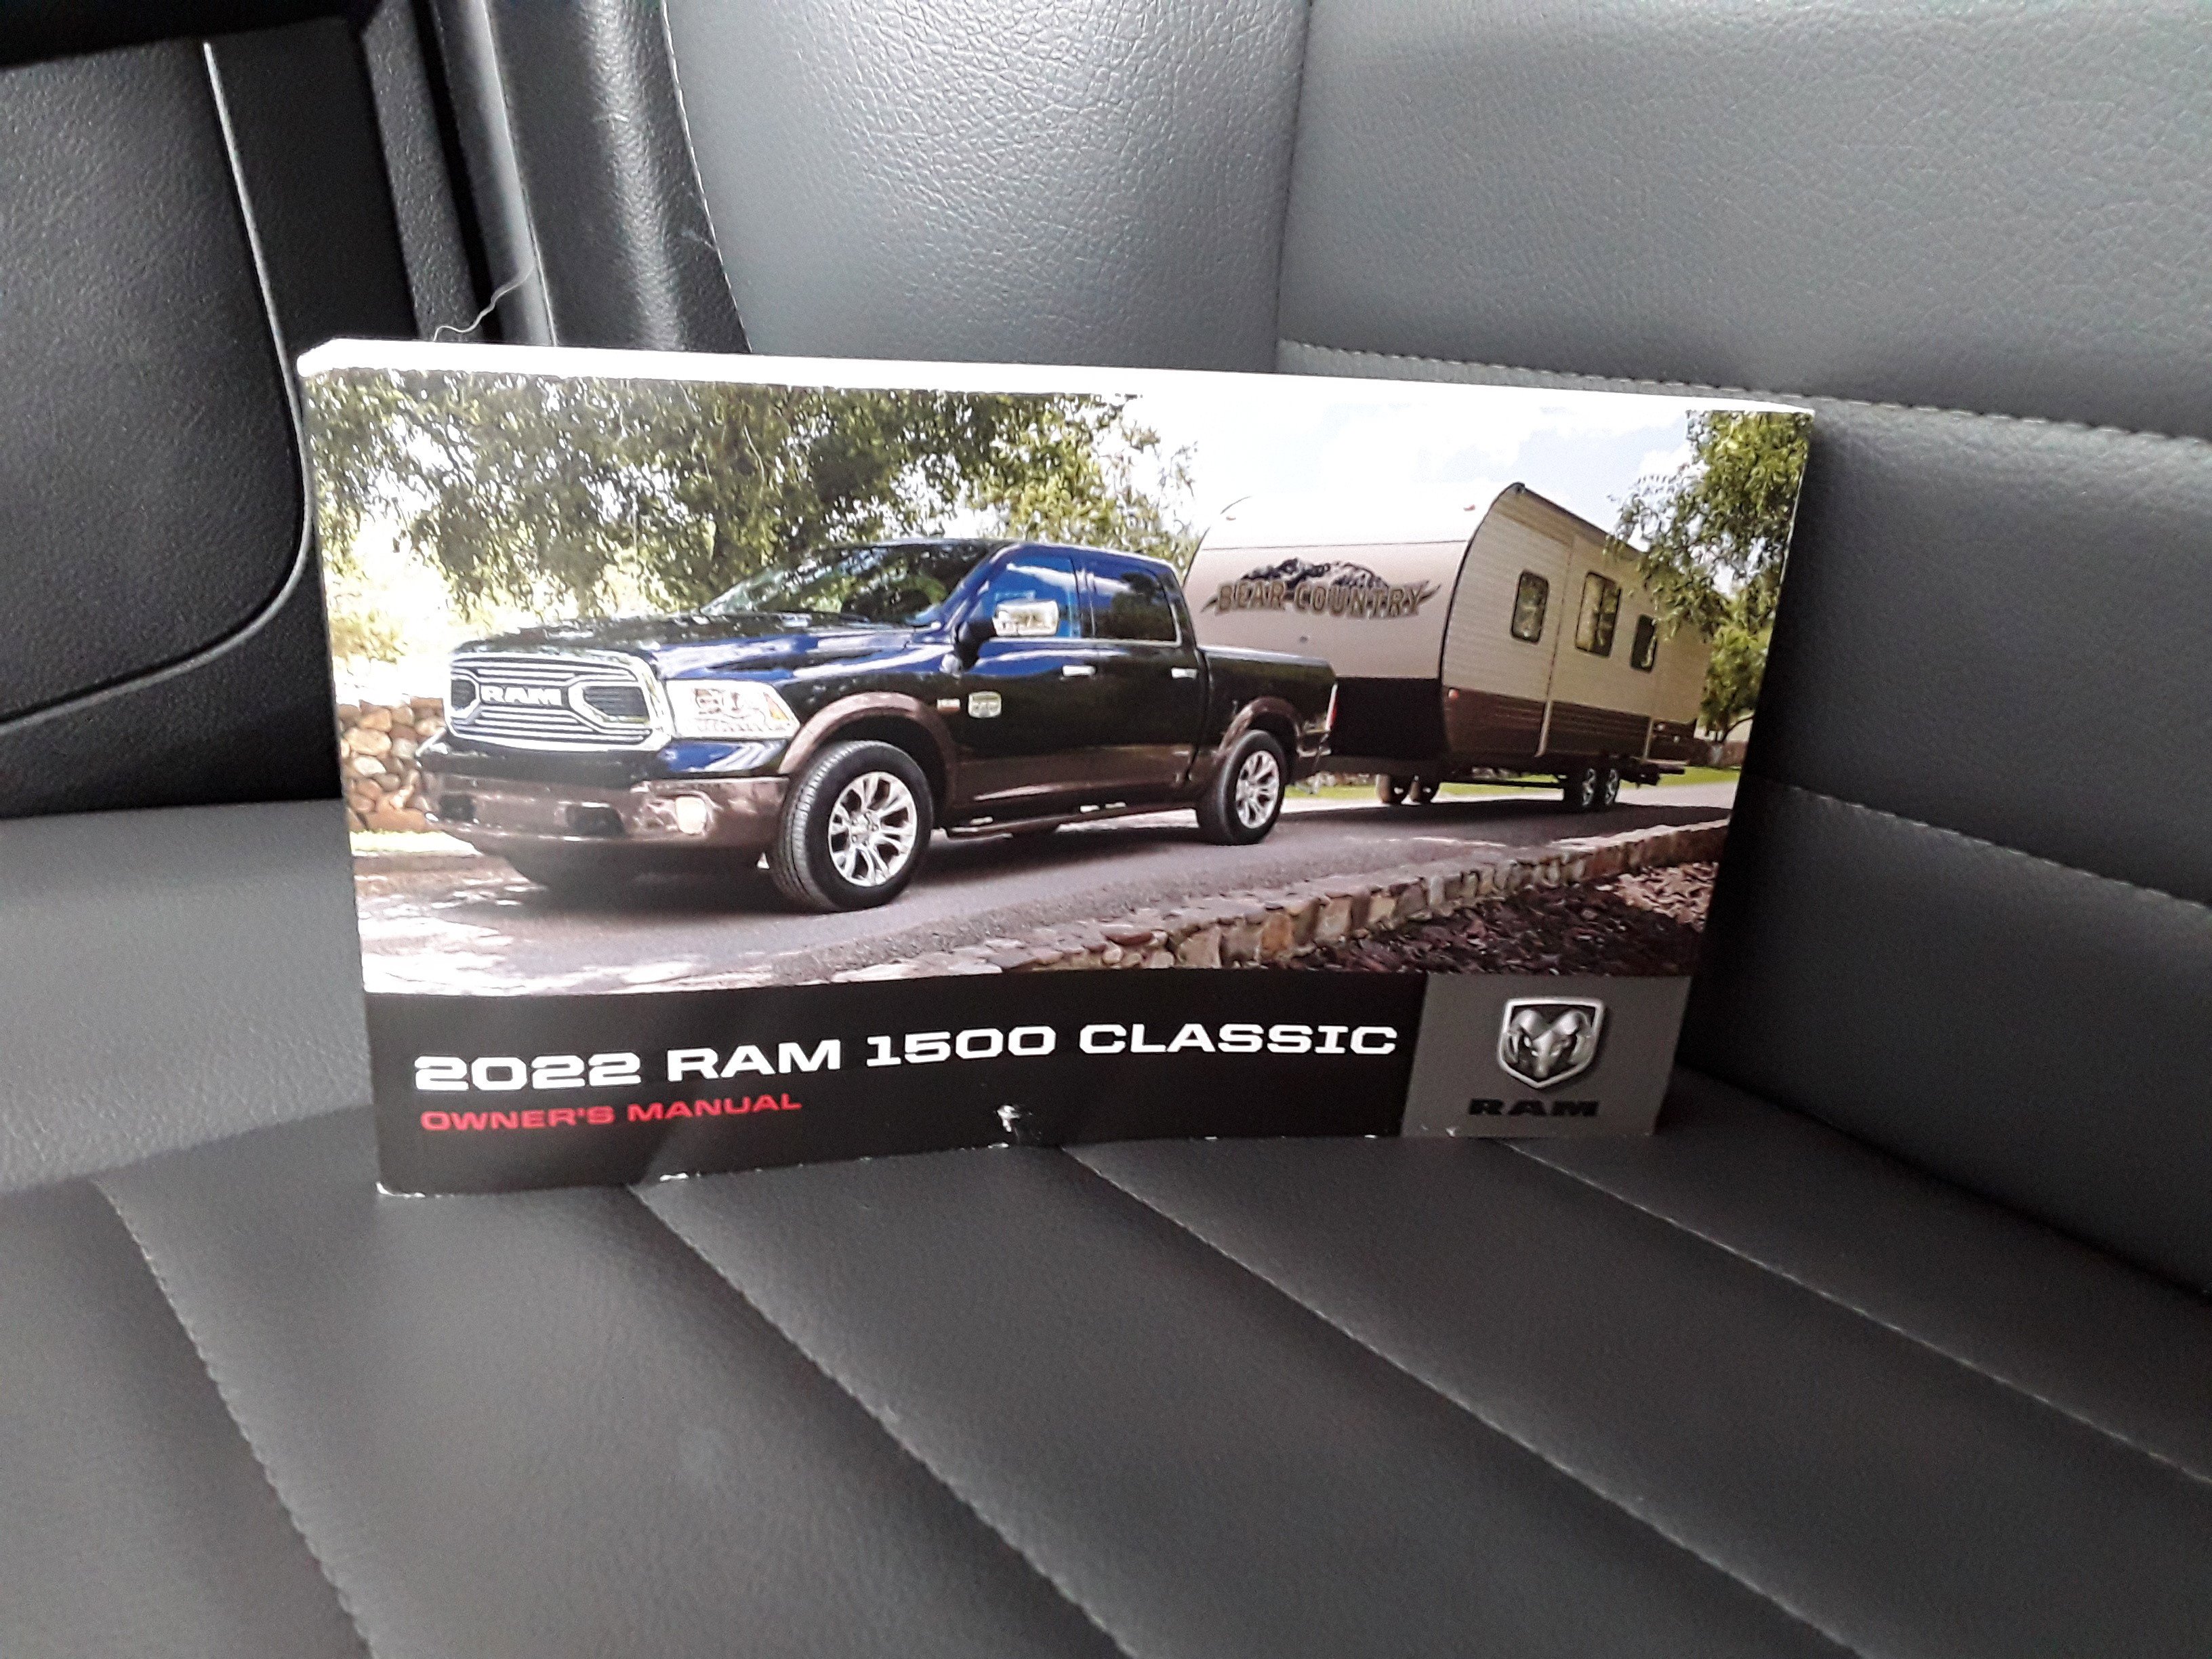 BEAR COUNTRY
RAM
2022 RAM 1500 CLASSIC
OWNER'S MANUAL
RAM